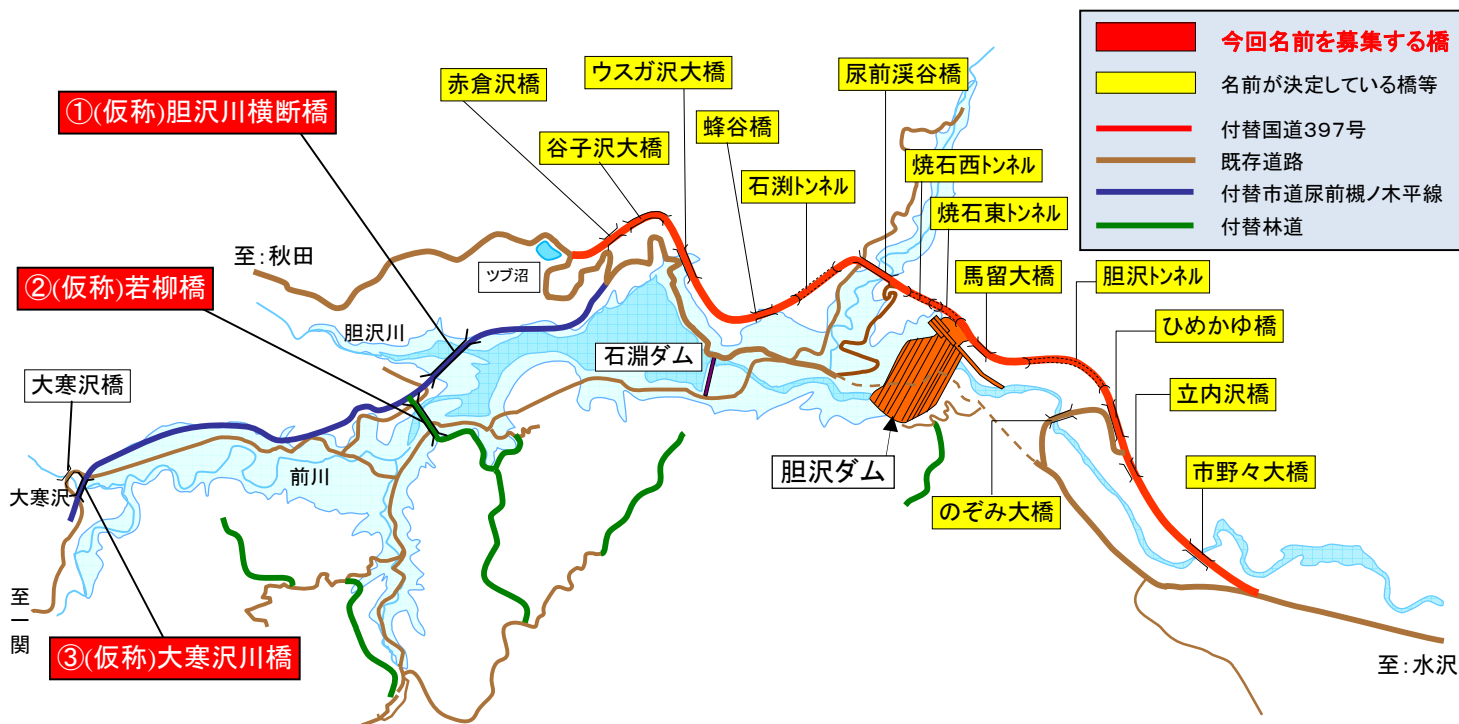 今回名前を募集する橋
名前が決定している橋等
付替国道397号
既存道路
付替市道尿前槻ノ木平線
付替林道
①(仮称)胆沢川横断橋
赤倉沢橋
ウスガ沢大橋
尿前渓谷橋
谷子沢大橋
蜂谷橋
石渕トンネル
焼石西トンネル
焼石東トンネル
至:秋田
ツブ沼
馬留大橋
胆沢トンネル
②(仮称)若柳橋
胆沢川
石淵ダム
ひめかゆ橋
大寒沢橋
立内沢橋
前川
胆沢ダム
市野々大橋
大寒沢
のぞみ大橋
至一関
③(仮称)大寒沢川橋
至:水沢